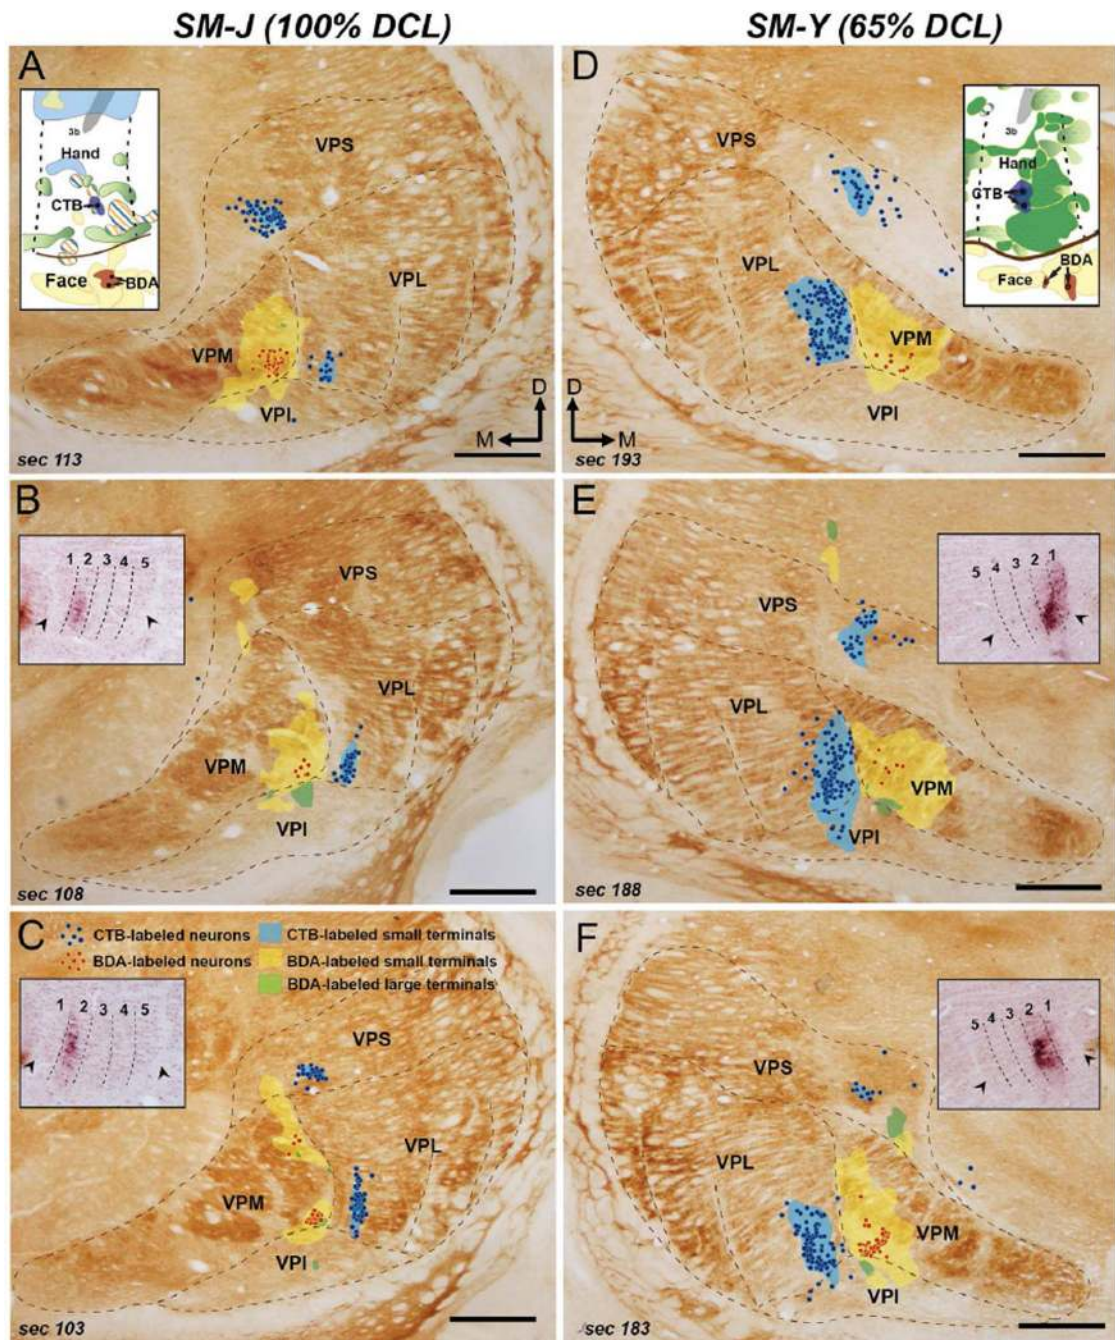 SM-J (100% DCL)
SM-Y (65% DCL)
A
3b
Hand
CTB
Face
BDA
VPS
VPL
VPM
VPI
D
M
sec 113
D
3b
Hand
CTB
BDA
Face
VPS
VPL
VPM
VPI
D
M
sec 193
B
1 2 3 4 5
VPS
VPL
VPM
VPI
sec 108
E
5 4 3 2 1
VPS
VPL
VPM
VPI
sec 188
C
CTB-labeled neurons
CTB-labeled small terminals
BDA-labeled neurons
BDA-labeled small terminals
BDA-labeled large terminals
1 2 3 4 5
VPS
VPL
VPM
VPI
sec 103
F
5 4 3 2 1
VPS
VPL
VPM
VPI
sec 183